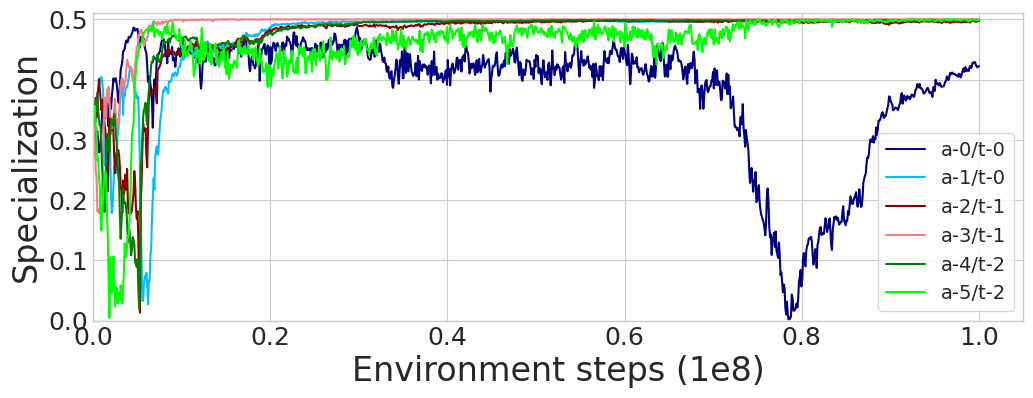 Specialization
0.5
0.4
0.3
0.2
0.1
0.0
0.0 0.2 0.4 0.6 0.8 1.0
Environment steps (1e8)
a-0/t-0
a-1/t-0
a-2/t-1
a-3/t-1
a-4/t-2
a-5/t-2